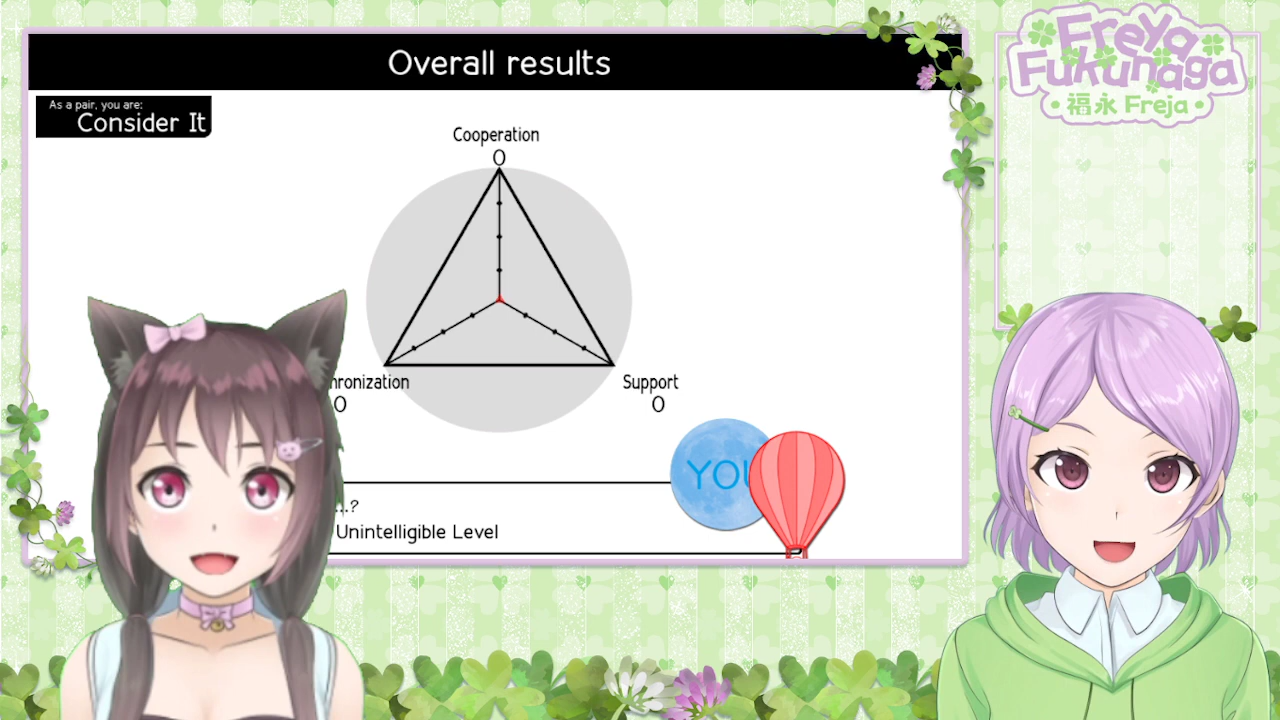 Overall results
As a pair, you are:
Consider It
Cooperation
0
hronization
0
Support
0
YOU
...?
Unintelligible Level
FreYa
Fukunaga
福永 Freja